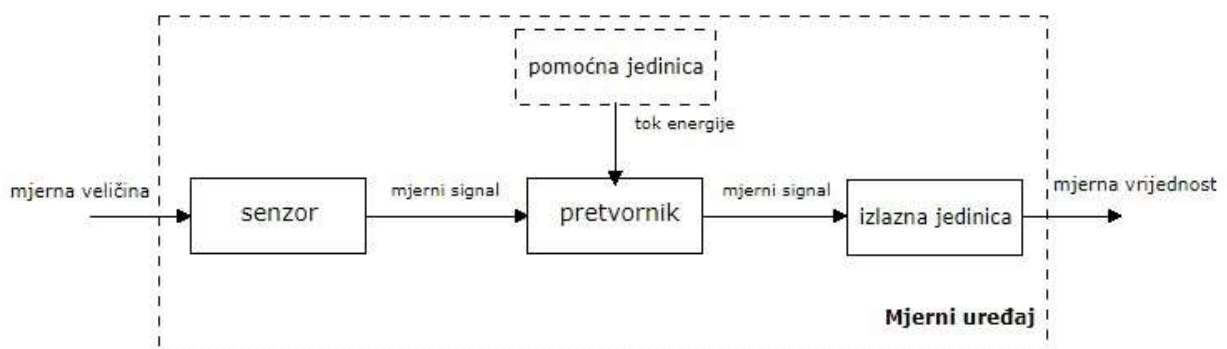 pomoćna jedinica
tok energije
mjerna veličina
senzor
mjerni signal
pretvornik
mjerni signal
izlazna jedinica
mjerna vrijednost
Mjerni uređaj